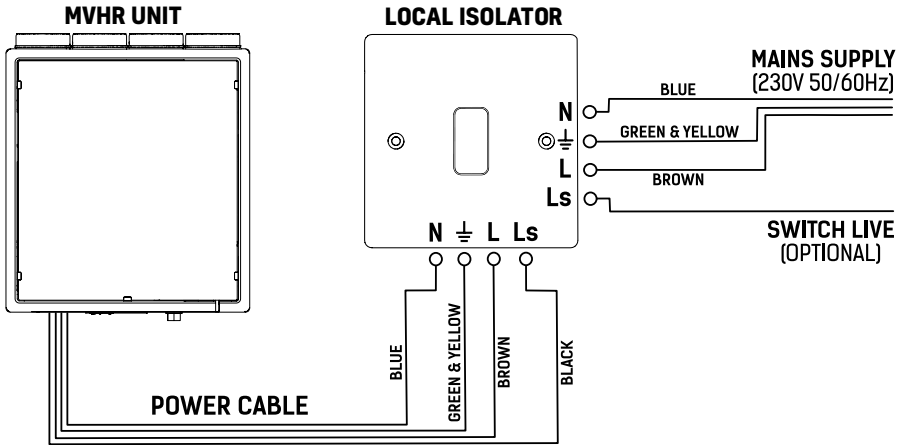 MVHR UNIT
LOCAL ISOLATOR
MAINS SUPPLY
(230V 50/60Hz)
BLUE
N
GREEN & YELLOW
⏚
L
BROWN
Ls
SWITCH LIVE
(OPTIONAL)
N ⏚ L Ls
BLUE
GREEN & YELLOW
BROWN
BLACK
POWER CABLE